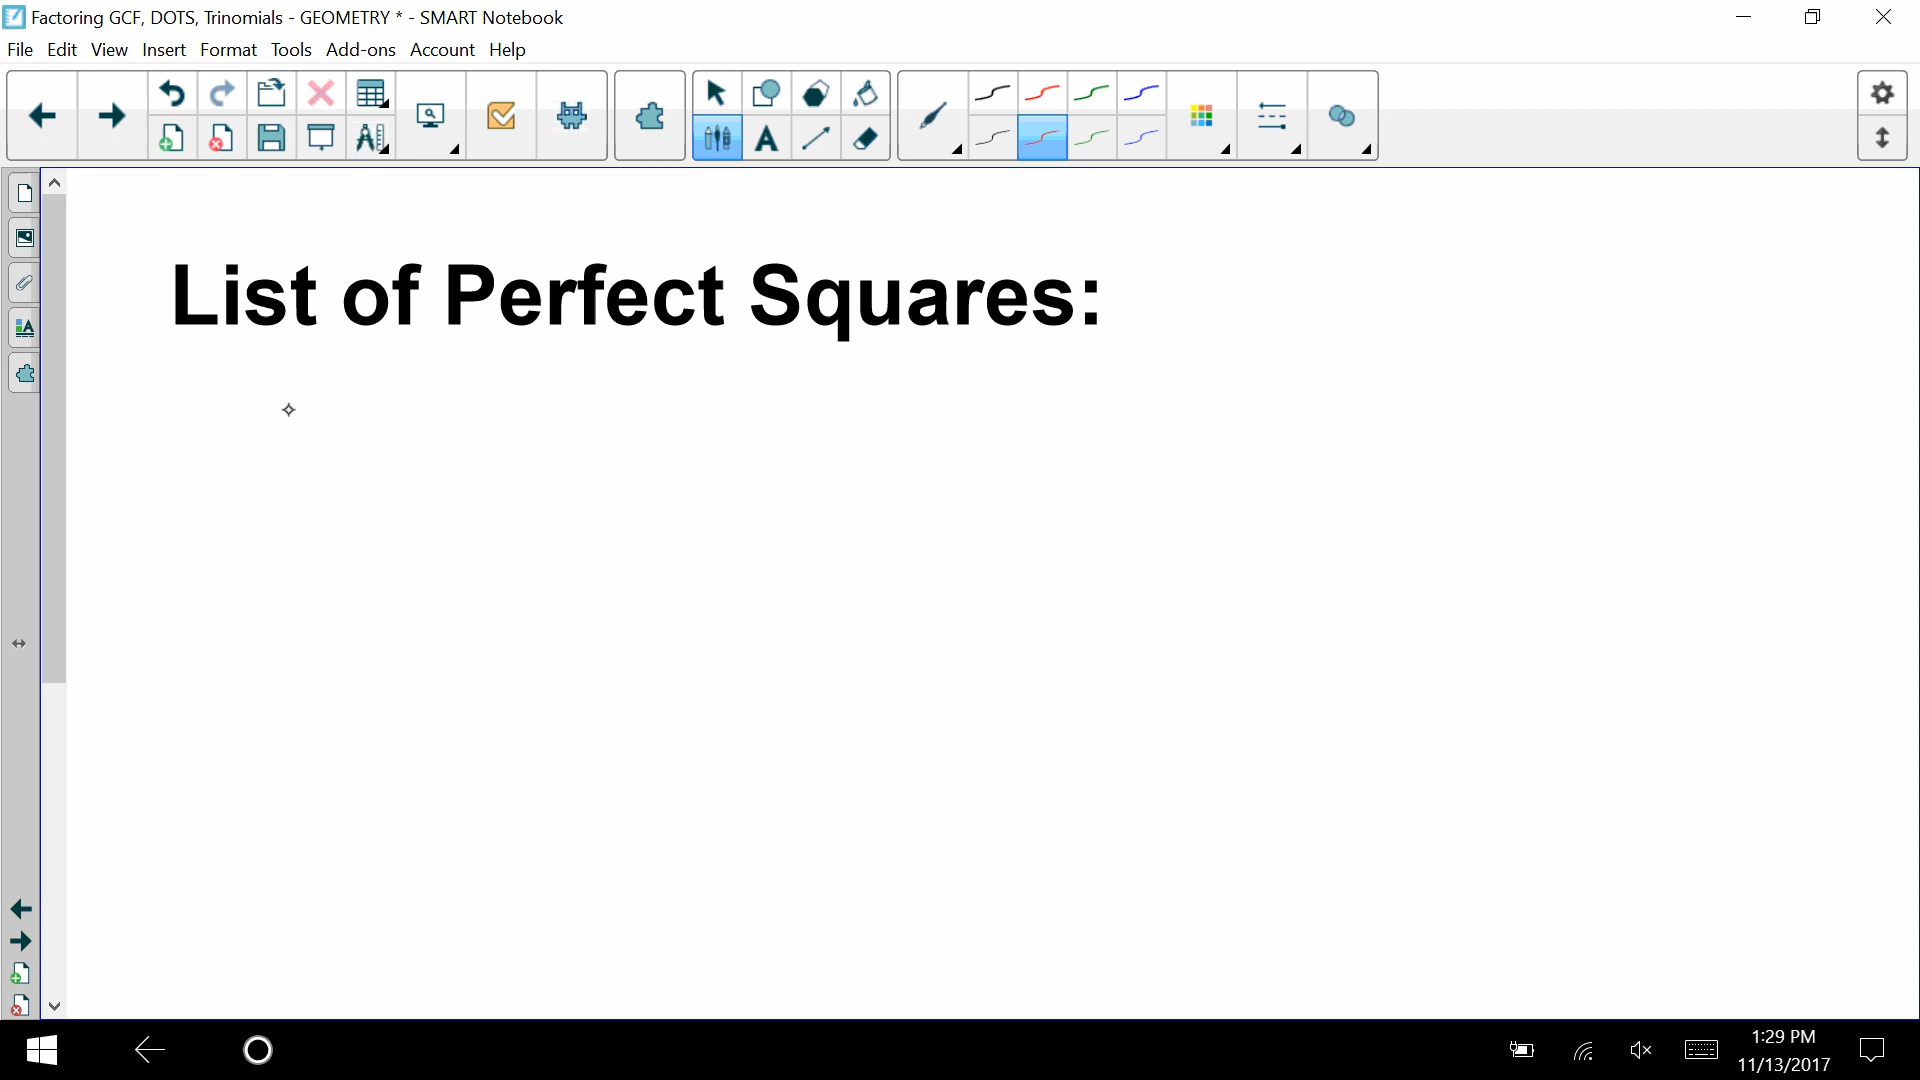 Factoring GCF, DOTS, Trinomials - GEOMETRY * - SMART Notebook
File Edit View Insert Format Tools Add-ons Account Help
List of Perfect Squares:
1:29 PM
11/13/2017